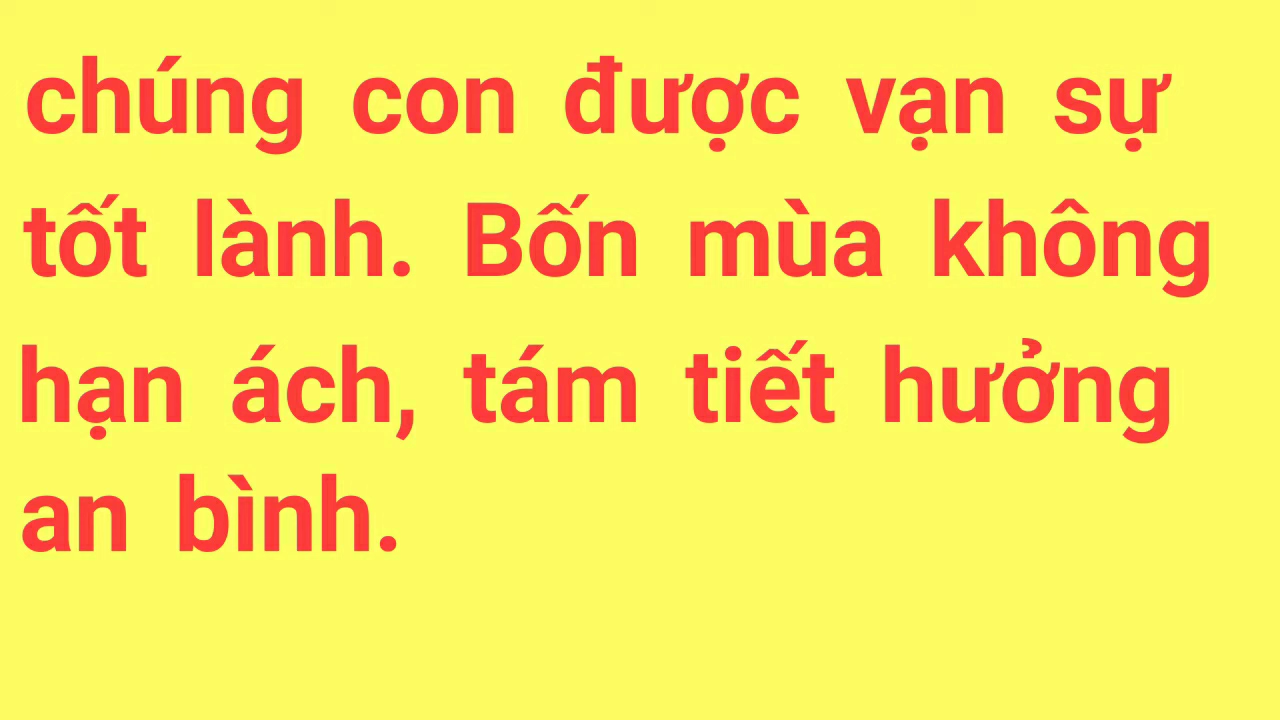 chúng con được vạn sự
tốt lành. Bốn mùa không
hạn ách, tám tiết hưởng
an bình.